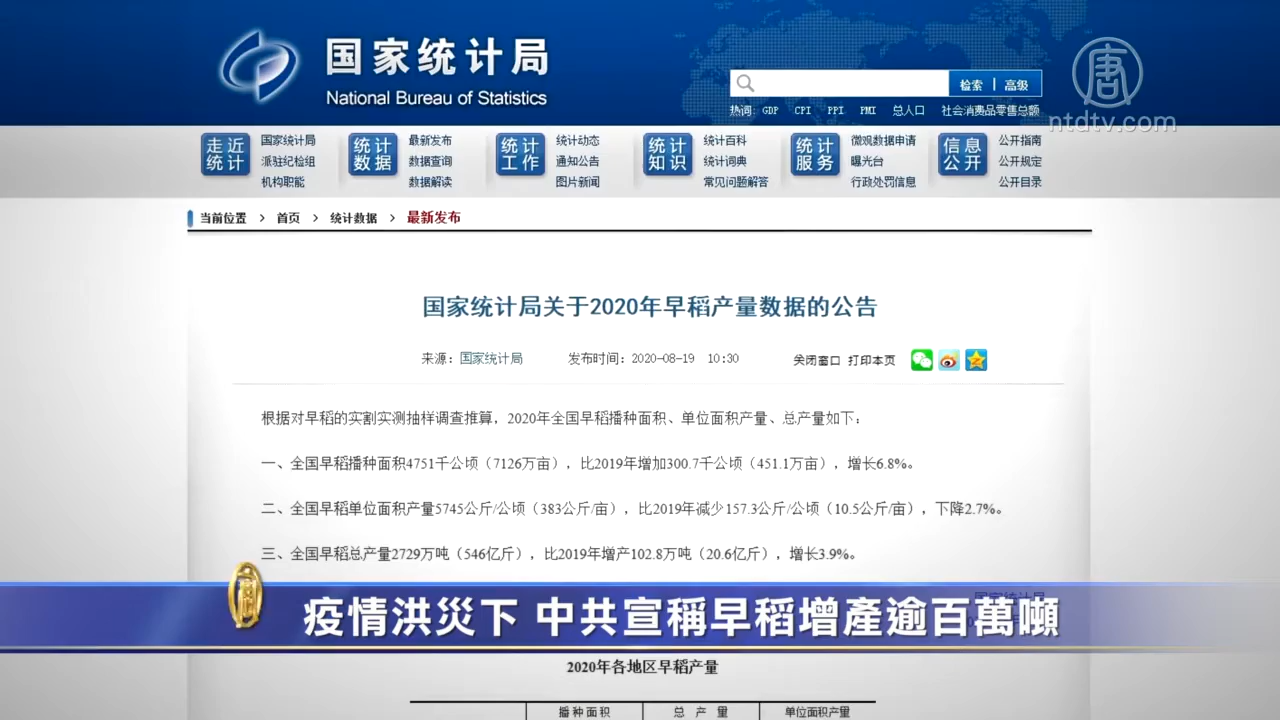 国家统计局
National Bureau of Statistics
检索 | 高级
热词: GDP CPI PPI PMI 总人口 社会消费品零售总额
唐
ntdtv.com
走近统计
国家统计局
派驻纪检组
机构职能
统计数据
最新发布
数据查询
数据解读
统计工作
统计动态
通知公告
图片新闻
统计知识
统计百科
统计词典
常见问题解答
统计服务
微观数据申请
曝光台
行政处罚信息
信息公开
公开指南
公开规定
公开目录
当前位置 > 首页 > 统计数据 > 最新发布
国家统计局关于2020年早稻产量数据的公告
来源：国家统计局 发布时间：2020-08-19 10:30 关闭窗口 打印本页
根据对早稻的实割实测抽样调查推算，2020年全国早稻播种面积、单位面积产量、总产量如下：
一、全国早稻播种面积4751千公顷（7126万亩），比2019年增加300.7千公顷（451.1万亩），增长6.8%。
二、全国早稻单位面积产量5745公斤/公顷（383公斤/亩），比2019年减少157.3公斤/公顷（10.5公斤/亩），下降2.7%。
三、全国早稻总产量2729万吨（546亿斤），比2019年增产102.8万吨（20.6亿斤），增长3.9%。
国家统计局
疫情洪災下 中共宣稱早稻增產逾百萬噸
2020年各地区早稻产量
播种面积 总产量 单位面积产量